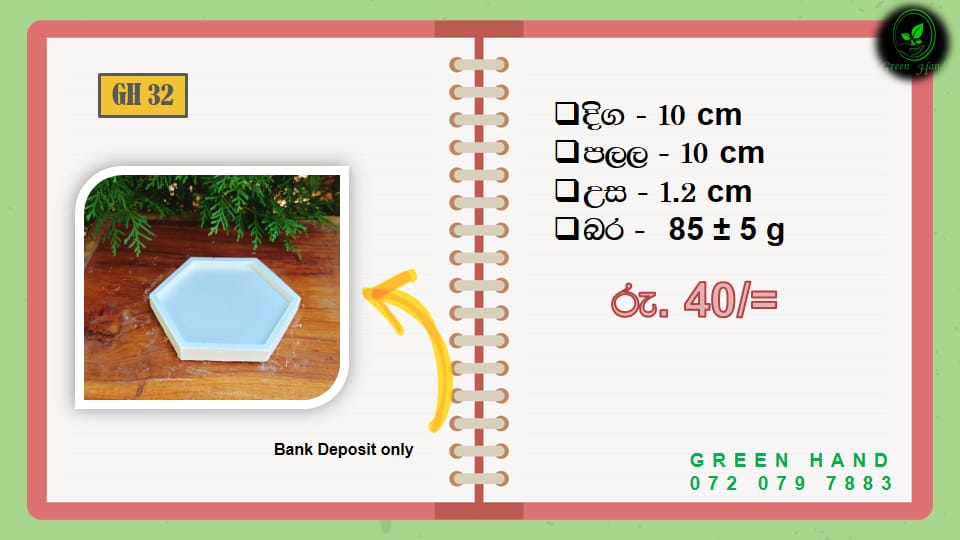 GH 32
Bank Deposit only
Green Hand
❑දිග - 10 cm
❑පලල - 10 cm
❑උස - 1.2 cm
❑බර - 85 ± 5 g
රු. 40/=
GREEN HAND
072 079 7883